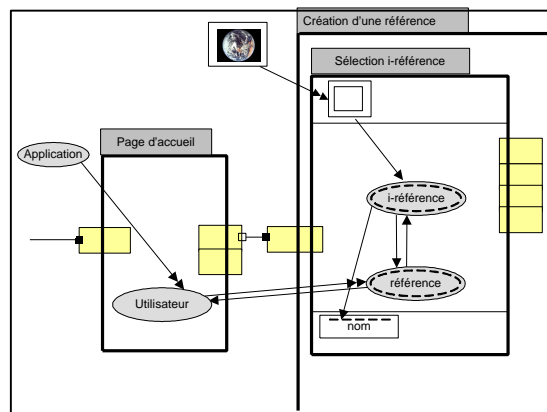 Création d'une référence
Sélection i-référence
Page d'accueil
Application
i-référence
référence
Utilisateur
nom